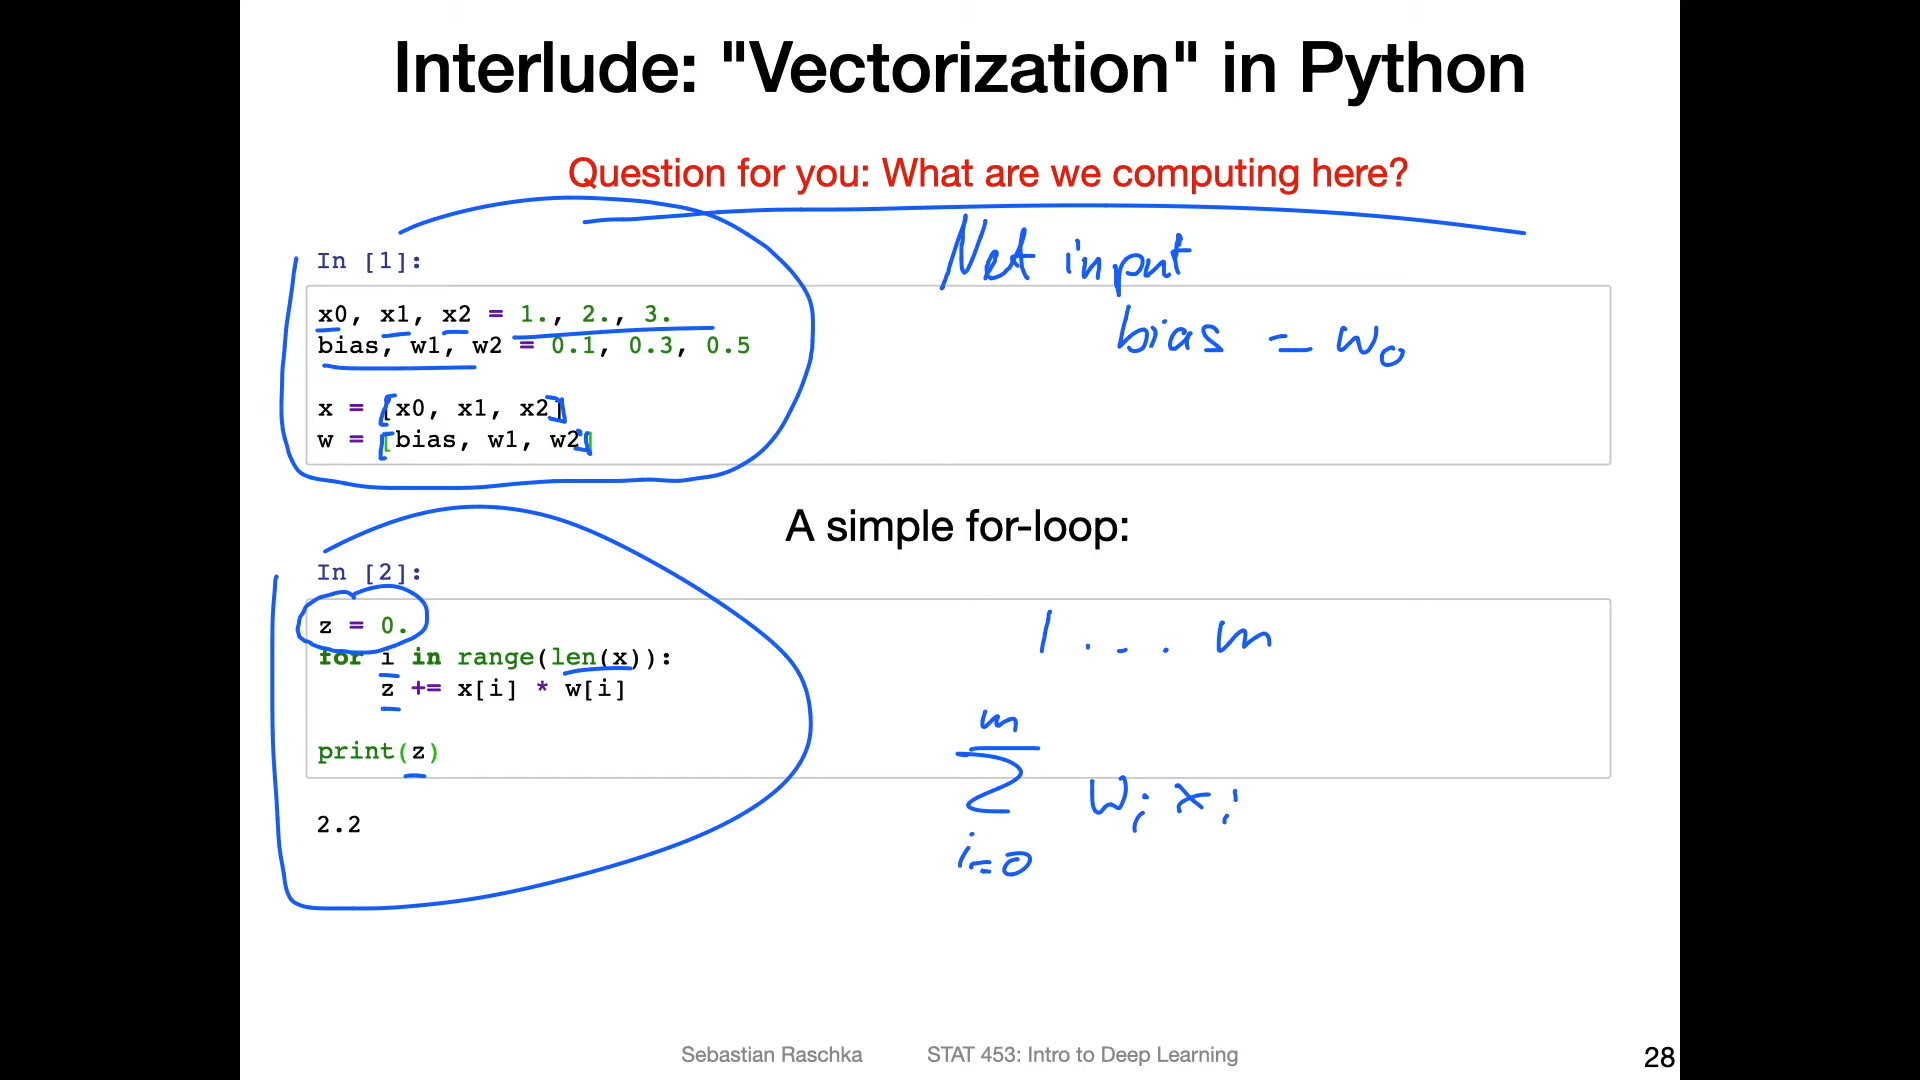 Interlude: "Vectorization" in Python
Question for you: What are we computing here?
Net input
In [1]:
x0, x1, x2 = 1., 2., 3.
bias, w1, w2 = 0.1, 0.3, 0.5
bias = w0
x = [x0, x1, x2]
w = [bias, w1, w2]
A simple for-loop:
In [2]:
z = 0.
1 . . . m
for i in range(len(x)):
    z += x[i] * w[i]
m
print(z)
∑ wi xi
i=0
2.2
Sebastian Raschka STAT 453: Intro to Deep Learning 28